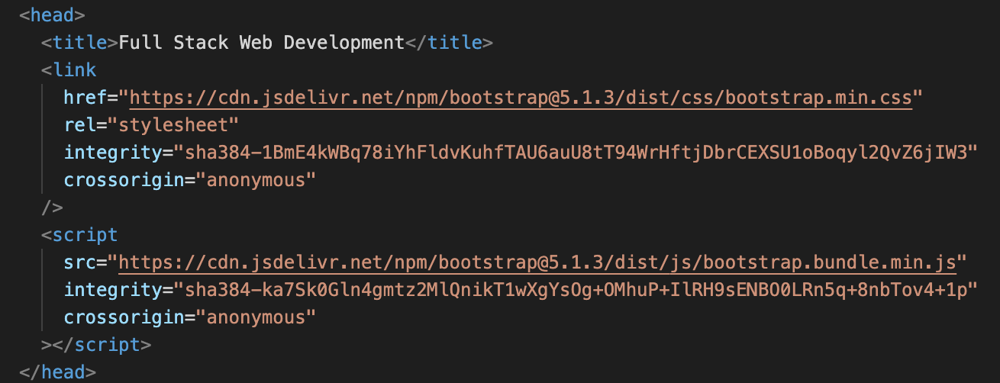 <head>
<title>Full Stack Web Development</title>
<link
href="https://cdn.jsdelivr.net/npm/bootstrap@5.1.3/dist/css/bootstrap.min.css"
rel="stylesheet"
integrity="sha384-1BmE4kWBq78iYhFldvKuhfTAU6auU8tT94WrHftjDbrCEXSU1oBoqyl2QvZ6jIW3"
crossorigin="anonymous"
/>
<script
src="https://cdn.jsdelivr.net/npm/bootstrap@5.1.3/dist/js/bootstrap.bundle.min.js"
integrity="sha384-ka7Sk0Gln4gmtz2MlQnikT1wXgYsOg+OMhuP+IlRH9sENBO0LRn5q+8nbTov4+1p"
crossorigin="anonymous"
></script>
</head>